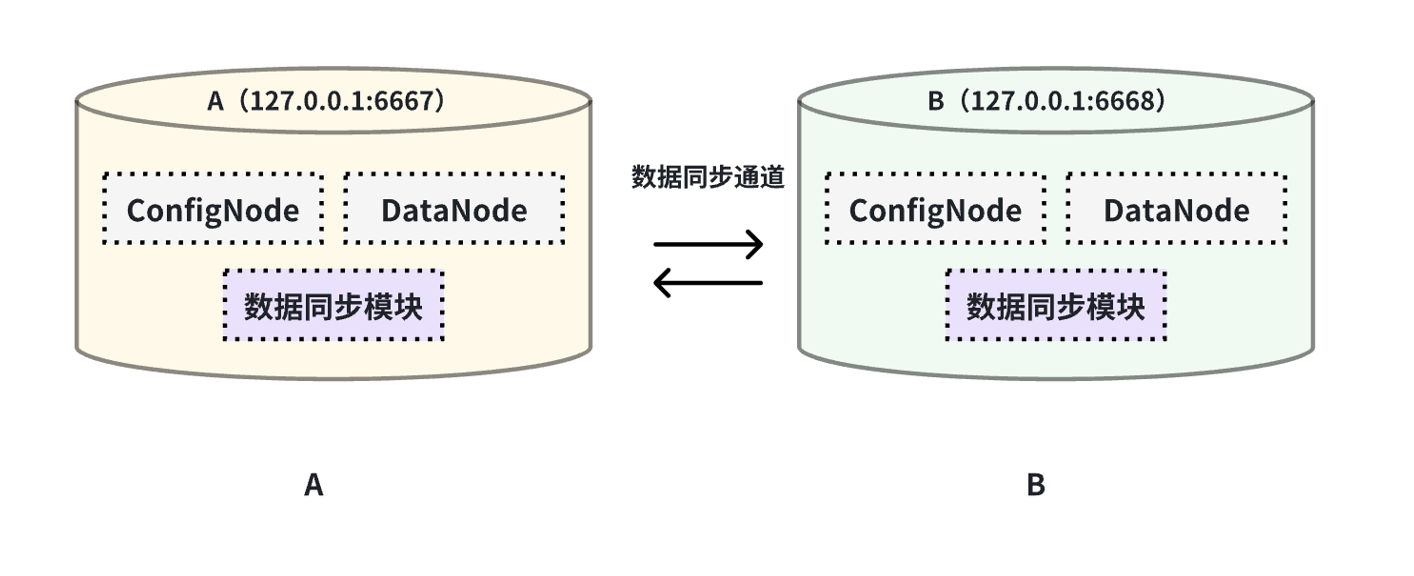 A（127.0.0.1:6667）
ConfigNode
DataNode
数据同步模块
数据同步通道
B（127.0.0.1:6668）
ConfigNode
DataNode
数据同步模块
A
B